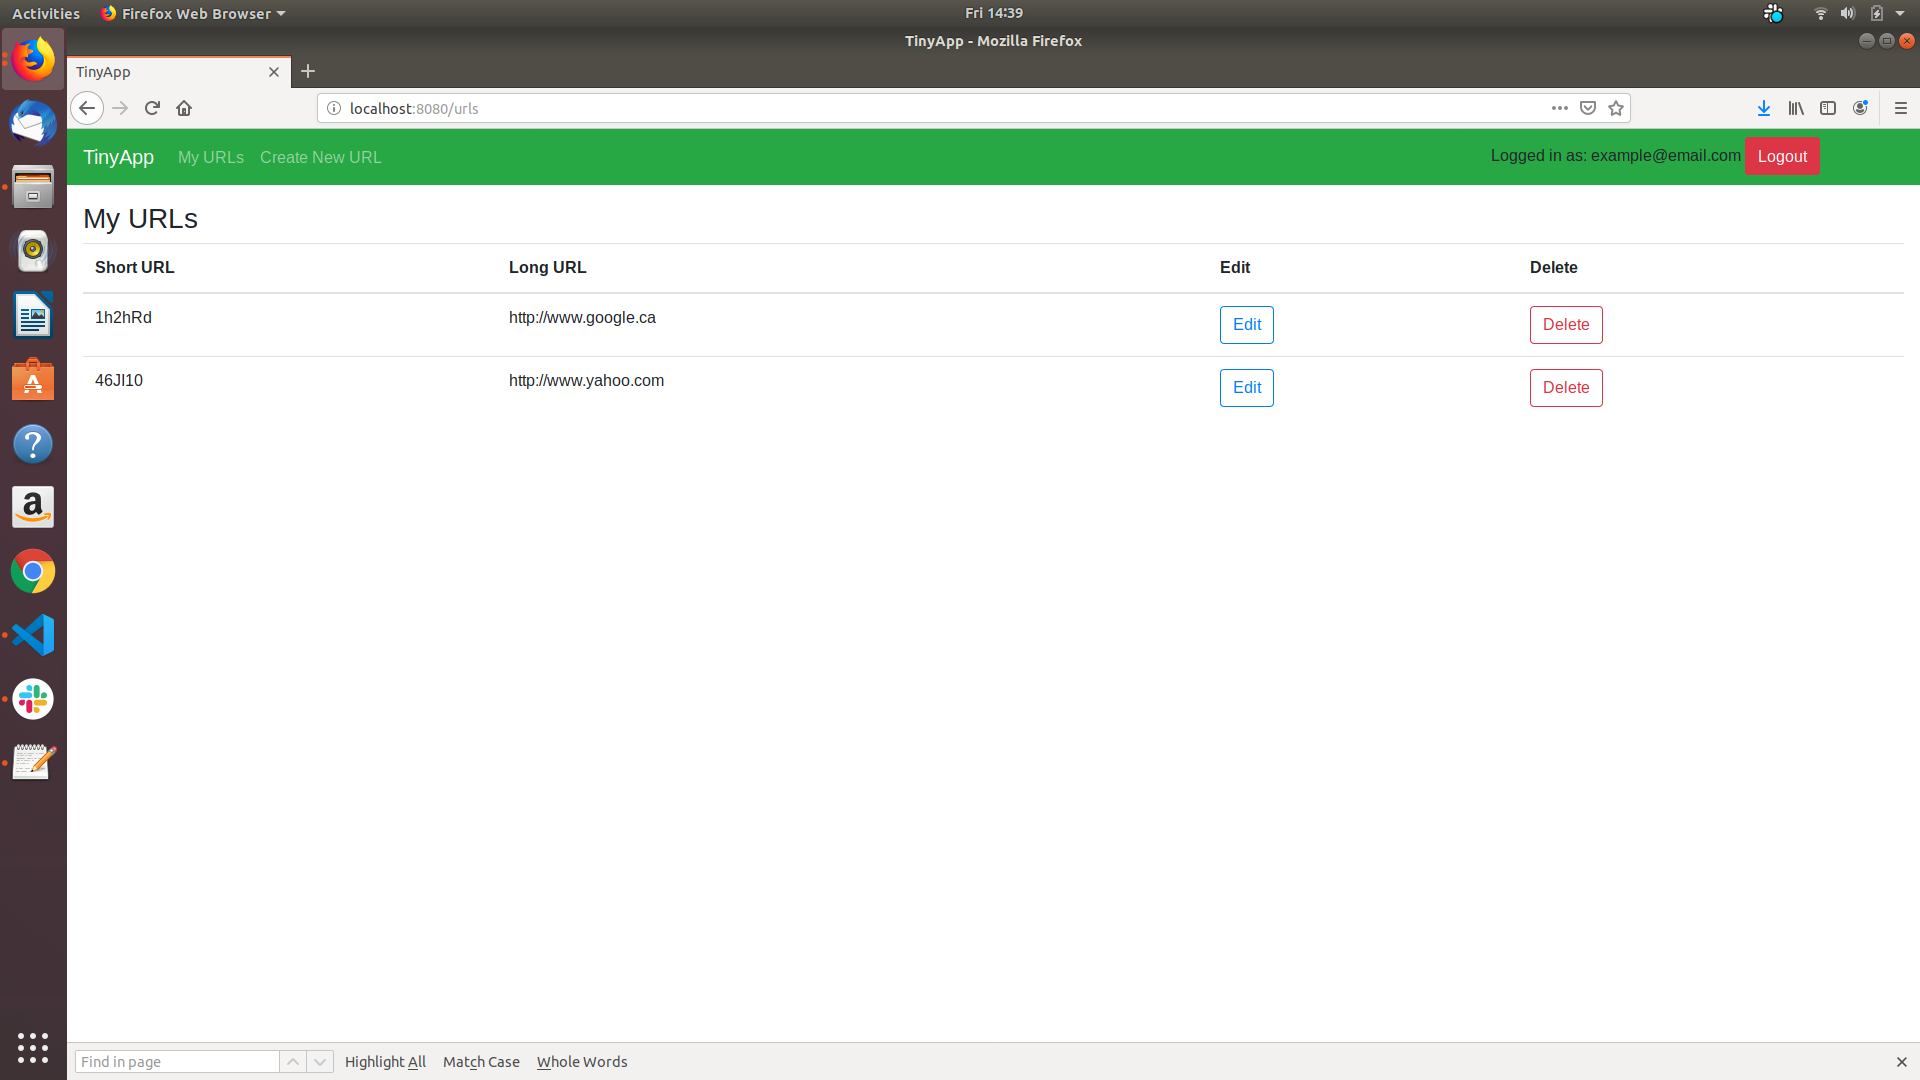 Activities Firefox Web Browser Fri 14:39
TinyApp - Mozilla Firefox
TinyApp
localhost:8080/urls
TinyApp My URLs Create New URL Logged in as: example@email.com Logout
My URLs
Short URL Long URL Edit Delete
1h2hRd http://www.google.ca Edit Delete
46JI10 http://www.yahoo.com Edit Delete
Find in page Highlight All Match Case Whole Words